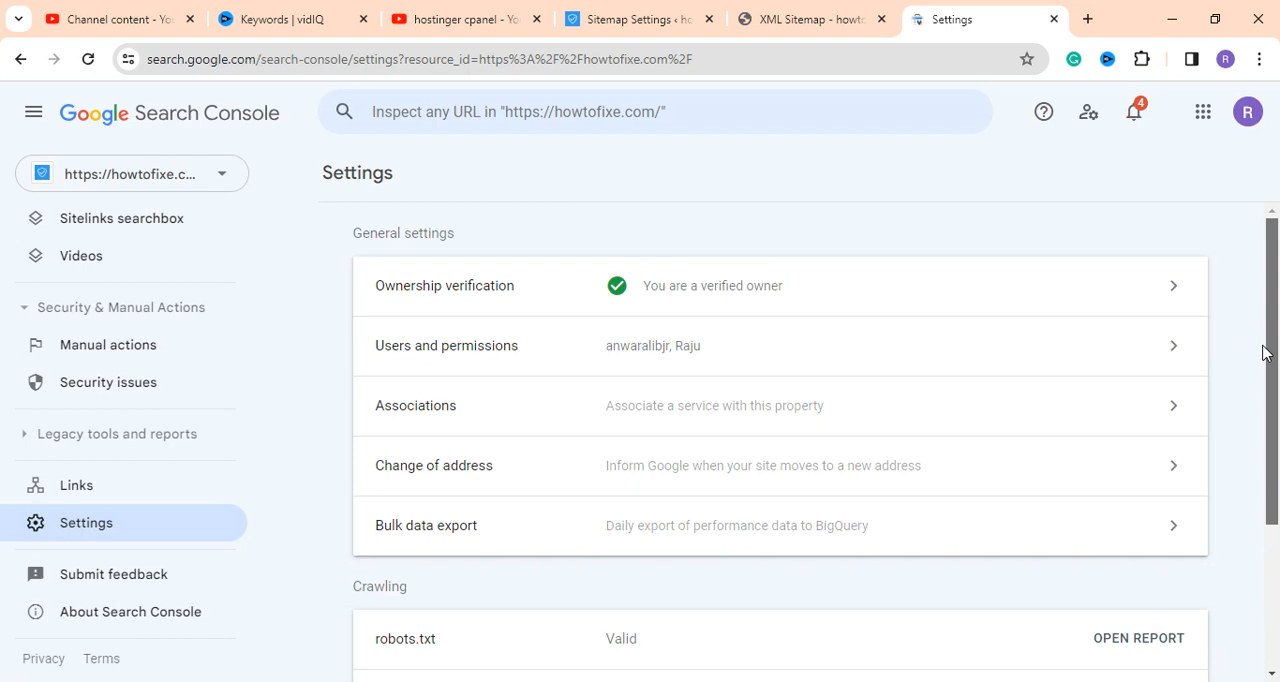 Channel content - Yo
Keywords | vidIQ
hostinger cpanel - Yo
Sitemap Settings ‹ ho
XML Sitemap - howto
Settings
search.google.com/search-console/settings?resource_id=https%3A%2F%2Fhowtofixe.com%2F
R
Google Search Console
Inspect any URL in "https://howtofixe.com/"
4
R
https://howtofixe.c...
Settings
Sitelinks searchbox
Videos
Security & Manual Actions
Manual actions
Security issues
Legacy tools and reports
Links
Settings
Submit feedback
About Search Console
Privacy Terms
General settings
Ownership verification You are a verified owner
Users and permissions anwaralibjr, Raju
Associations Associate a service with this property
Change of address Inform Google when your site moves to a new address
Bulk data export Daily export of performance data to BigQuery
Crawling
robots.txt Valid OPEN REPORT